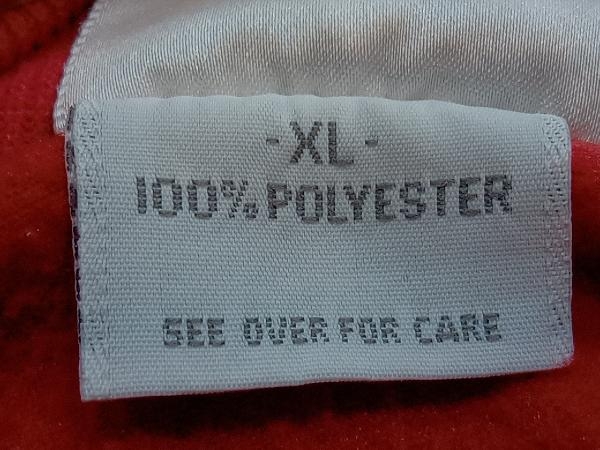 - XL -
100% POLYESTER
SEE OVER FOR CARE